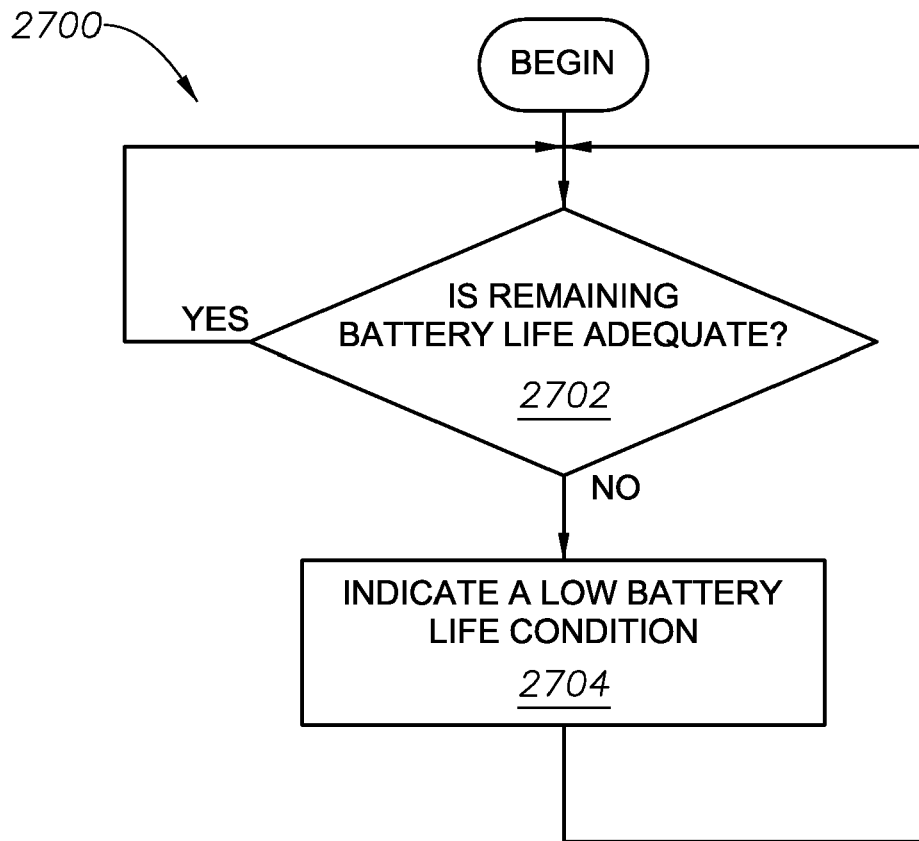 2700
BEGIN
IS REMAINING
BATTERY LIFE ADEQUATE?
2702
YES
NO
INDICATE A LOW BATTERY
LIFE CONDITION
2704